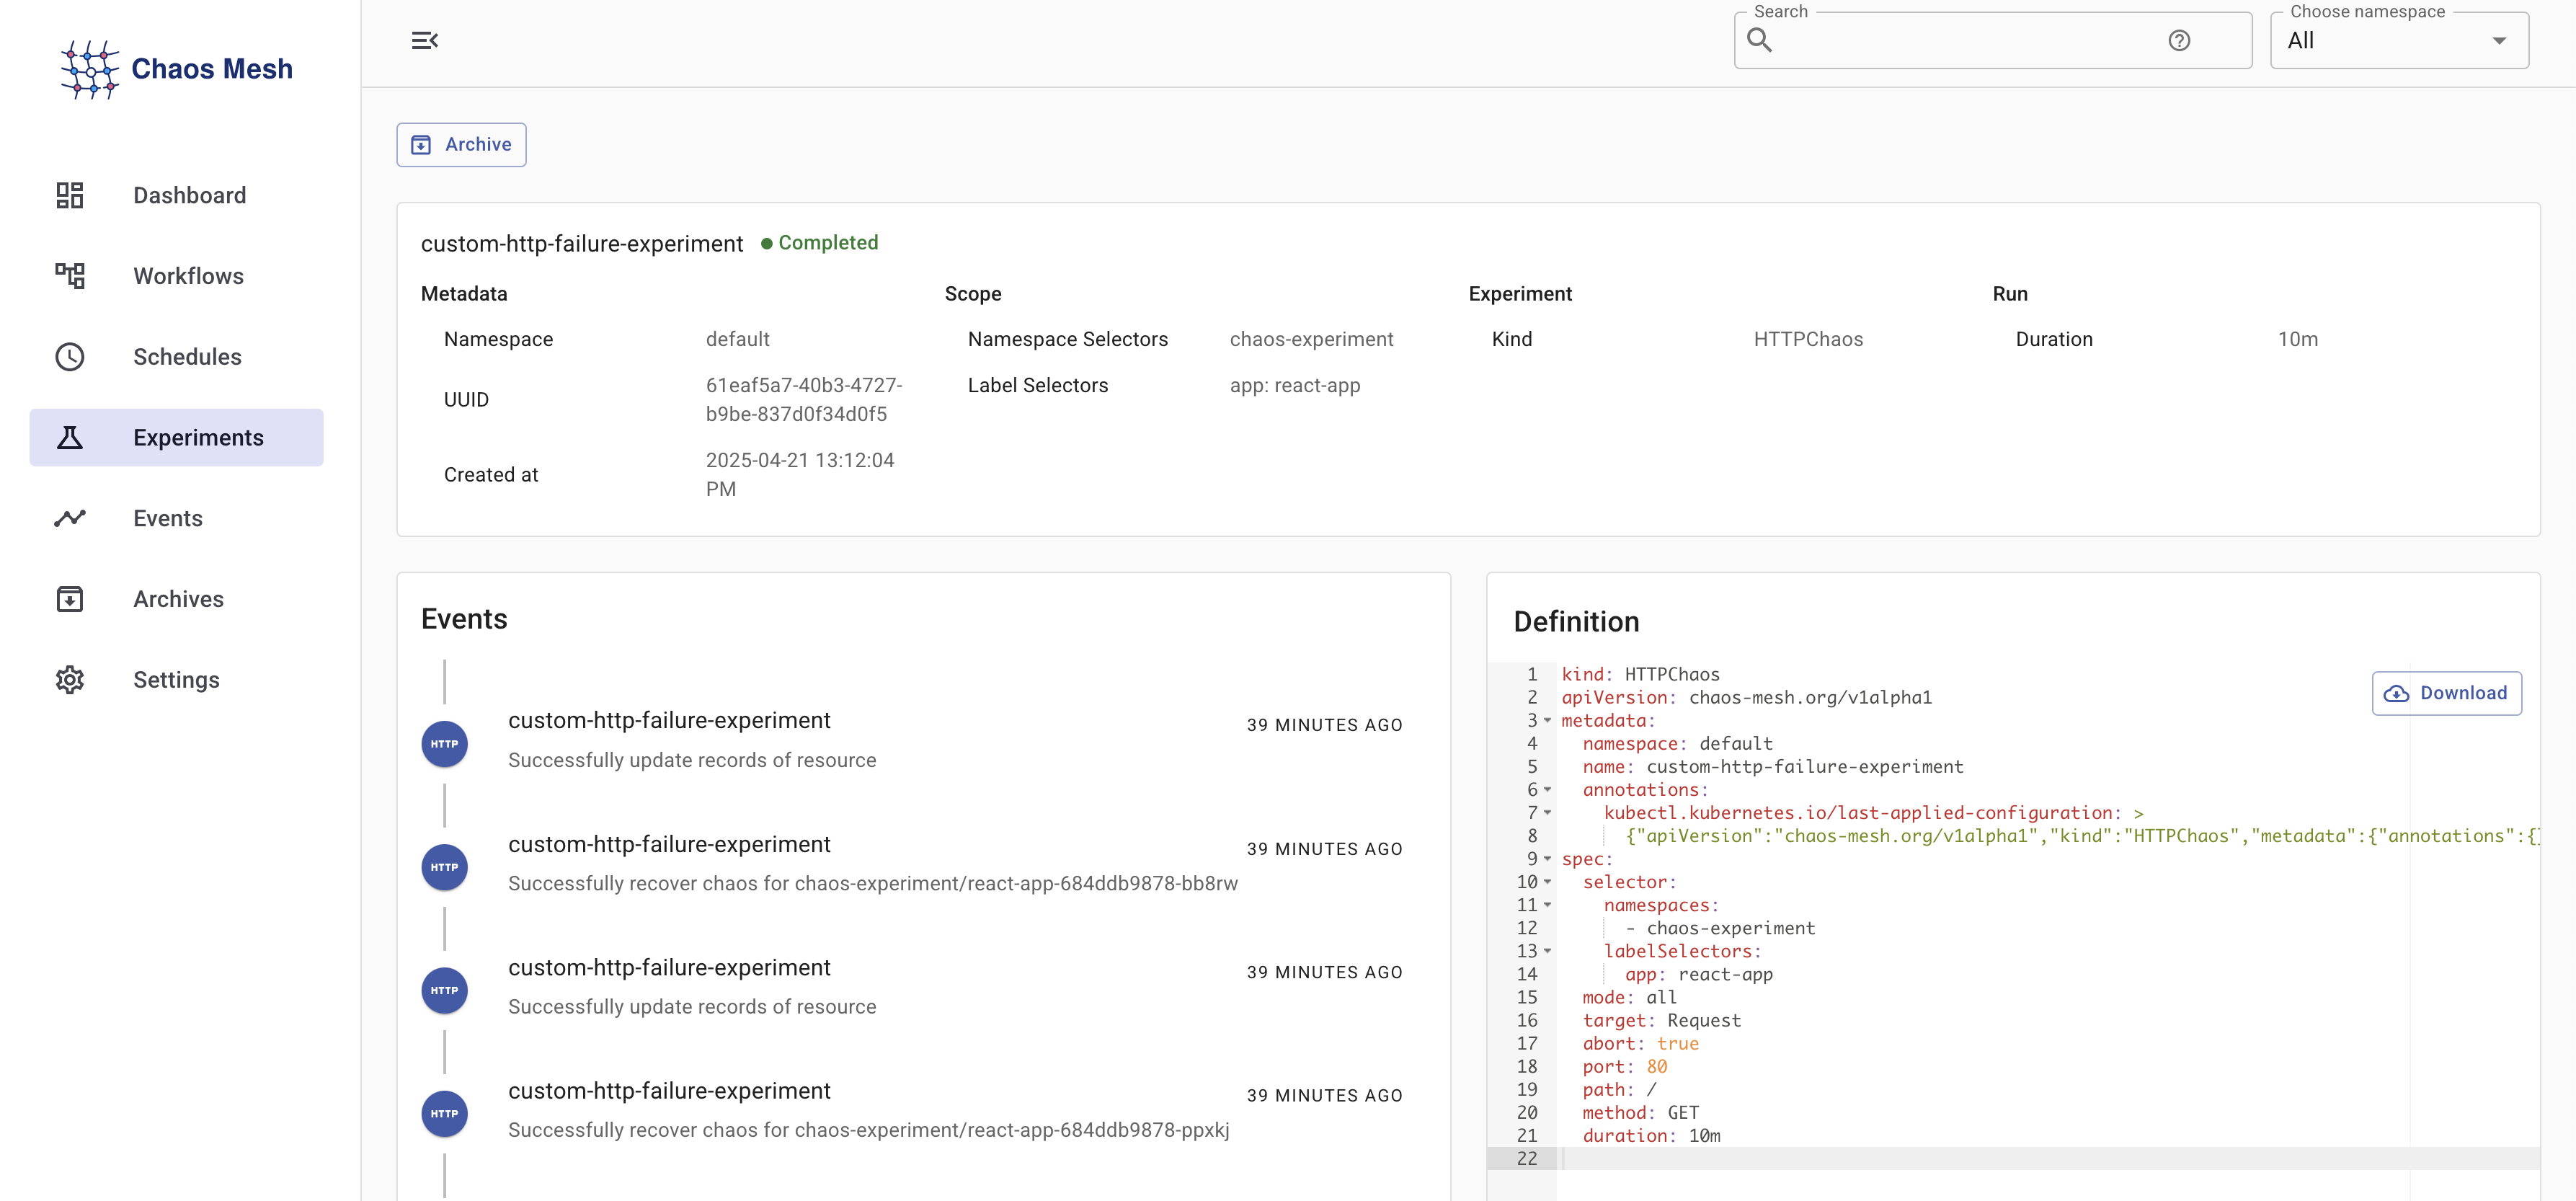 Chaos Mesh
Dashboard
Workflows
Schedules
Experiments
Events
Archives
Settings
Search
Choose namespace
All
Archive
custom-http-failure-experiment Completed
Metadata
Namespace default
UUID 61eaf5a7-40b3-4727-
b9be-837d0f34d0f5
Created at 2025-04-21 13:12:04
PM
Scope
Namespace Selectors chaos-experiment
Label Selectors app: react-app
Experiment
Kind HTTPChaos
Run
Duration 10m
Events
HTTP
custom-http-failure-experiment 39 MINUTES AGO
Successfully update records of resource
HTTP
custom-http-failure-experiment 39 MINUTES AGO
Successfully recover chaos for chaos-experiment/react-app-684ddb9878-bb8rw
HTTP
custom-http-failure-experiment 39 MINUTES AGO
Successfully update records of resource
HTTP
custom-http-failure-experiment 39 MINUTES AGO
Successfully recover chaos for chaos-experiment/react-app-684ddb9878-ppxkj
Definition
Download
1 kind: HTTPChaos
2 apiVersion: chaos-mesh.org/v1alpha1
3 metadata:
4 namespace: default
5 name: custom-http-failure-experiment
6 annotations:
7 kubectl.kubernetes.io/last-applied-configuration: >
8 {"apiVersion":"chaos-mesh.org/v1alpha1","kind":"HTTPChaos","metadata":{"annotations":{}
9 spec:
10 selector:
11 namespaces:
12 - chaos-experiment
13 labelSelectors:
14 app: react-app
15 mode: all
16 target: Request
17 abort: true
18 port: 80
19 path: /
20 method: GET
21 duration: 10m
22